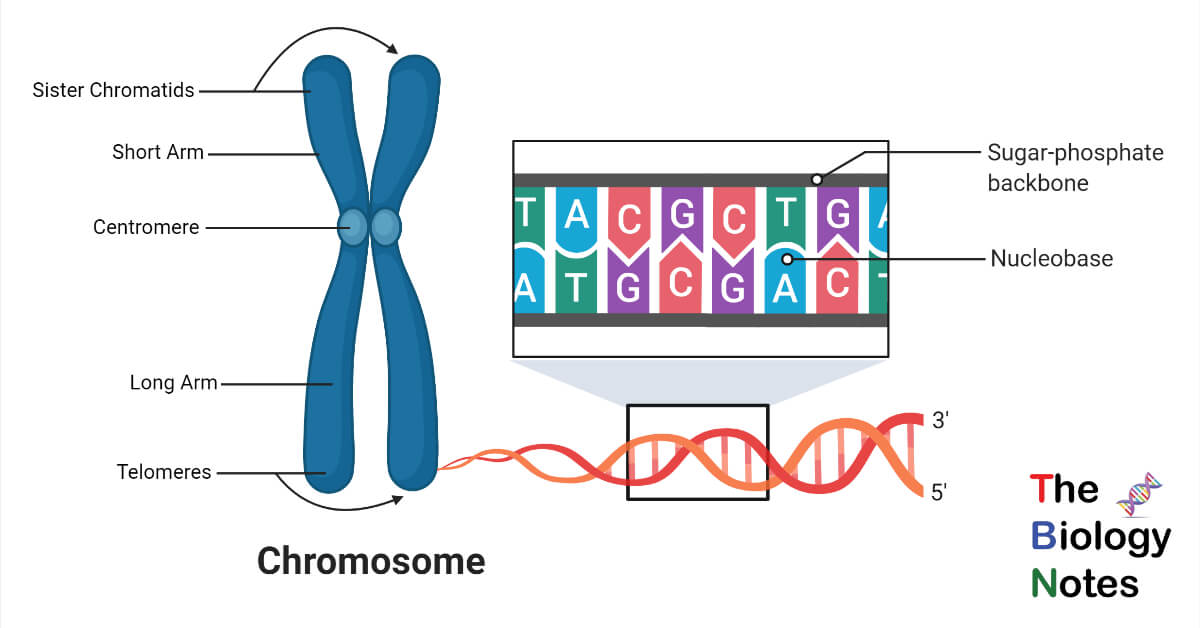 Sister Chromatids
Short Arm
Centromere
Long Arm
Telomeres
Chromosome
T A C G C T G A
A T G C G A C T
Sugar-phosphate
backbone
Nucleobase
3'
5'
The
Biology
Notes